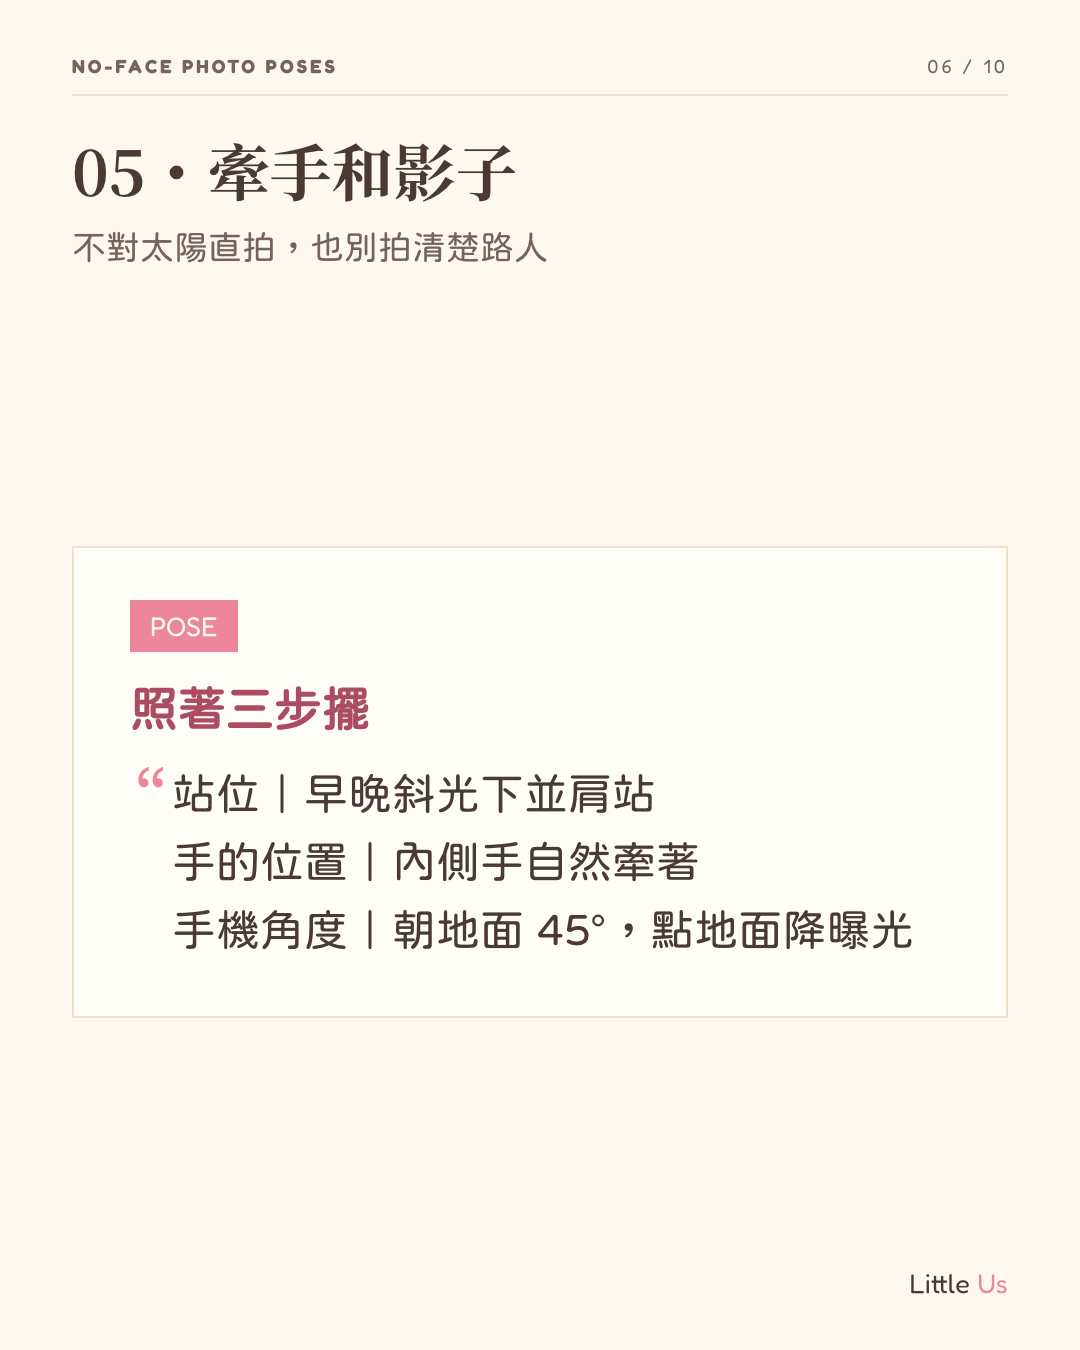 NO-FACE PHOTO POSES
06 / 10
05・牽手和影子
不對太陽直拍，也別拍清楚路人
POSE
照著三步擺
“站位｜早晚斜光下並肩站
手的位置｜內側手自然牽著
手機角度｜朝地面 45°，點地面降曝光
Little Us